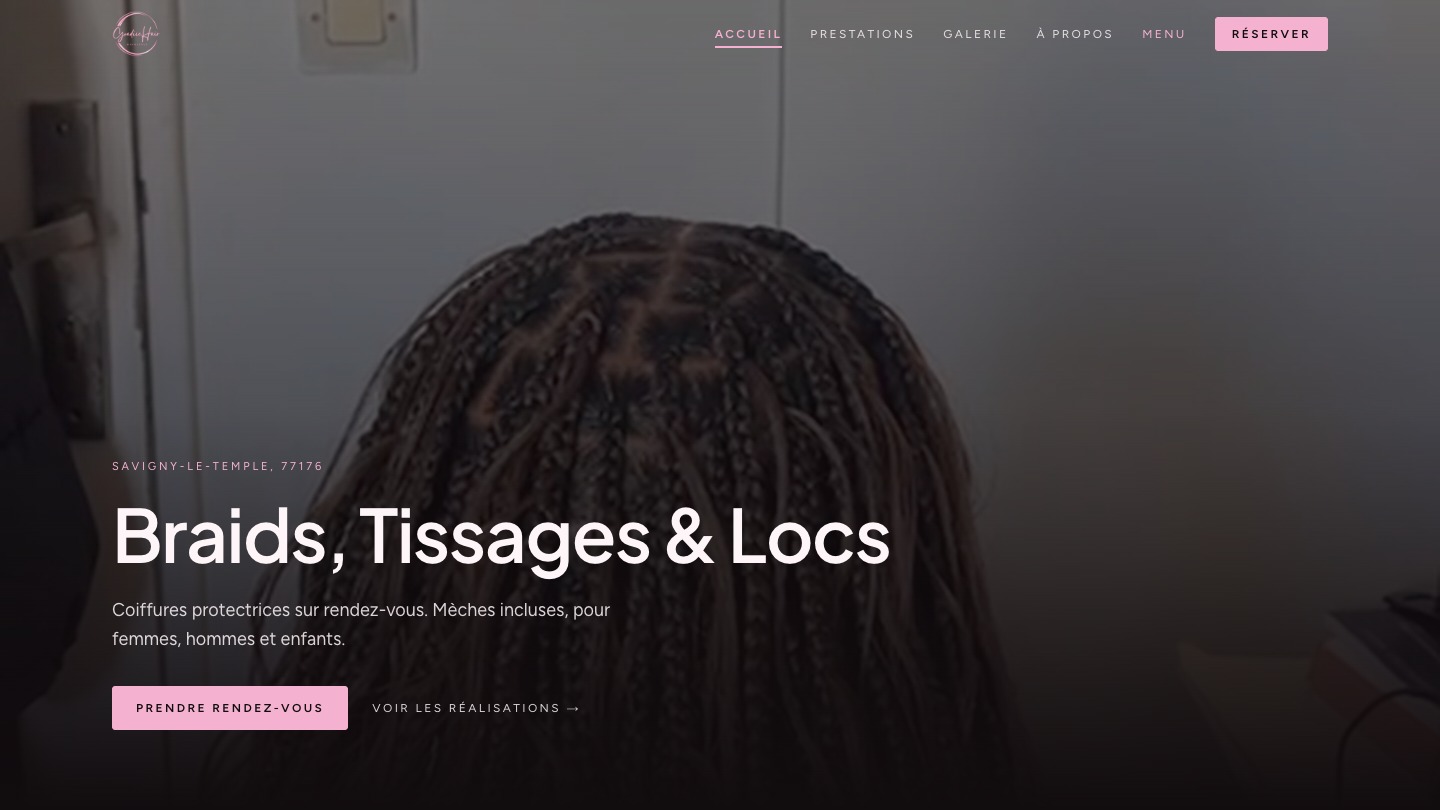 ACCUEIL
PRESTATIONS
GALERIE
À PROPOS
MENU
RÉSERVER
SAVIGNY-LE-TEMPLE, 77176
Braids, Tissages & Locs
Coiffures protectrices sur rendez-vous. Mèches incluses, pour
femmes, hommes et enfants.
PRENDRE RENDEZ-VOUS
VOIR LES RÉALISATIONS →